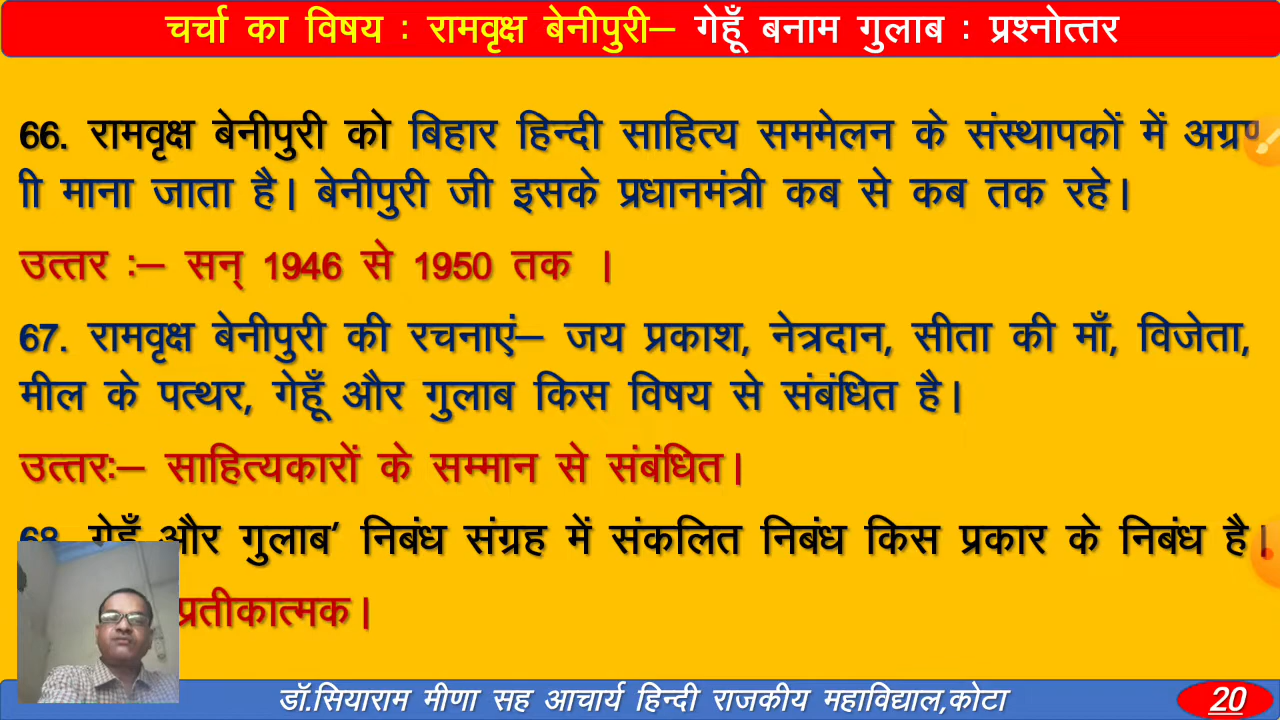 चर्चा का विषय : रामवृक्ष बेनीपुरी– गेहूँ बनाम गुलाब : प्रश्नोत्तर
66. रामवृक्ष बेनीपुरी को बिहार हिन्दी साहित्य सममेलन के संस्थापकों में अग्रण
ी माना जाता है। बेनीपुरी जी इसके प्रधानमंत्री कब से कब तक रहे।
उत्तर :– सन् 1946 से 1950 तक ।
67. रामवृक्ष बेनीपुरी की रचनाएं– जय प्रकाश, नेत्रदान, सीता की माँ, विजेता,
मील के पत्थर, गेहूँ और गुलाब किस विषय से संबंधित है।
उत्तरः– साहित्यकारों के सम्मान से संबंधित।
68. गेहूँ और गुलाब’ निबंध संग्रह में संकलित निबंध किस प्रकार के निबंध है।
प्रतीकात्मक।
डॉ.सियाराम मीणा सह आचार्य हिन्दी राजकीय महाविद्याल,कोटा
20